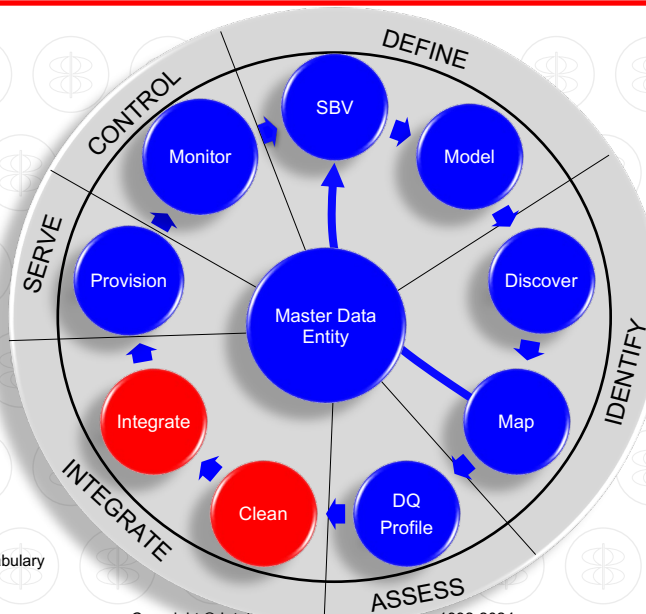 DEFINE
CONTROL
SBV
Monitor
Model
SERVE
Provision
Discover
Master Data
Entity
IDENTIFY
Integrate
Map
INTEGRATE
Clean
DQ
Profile
ASSESS